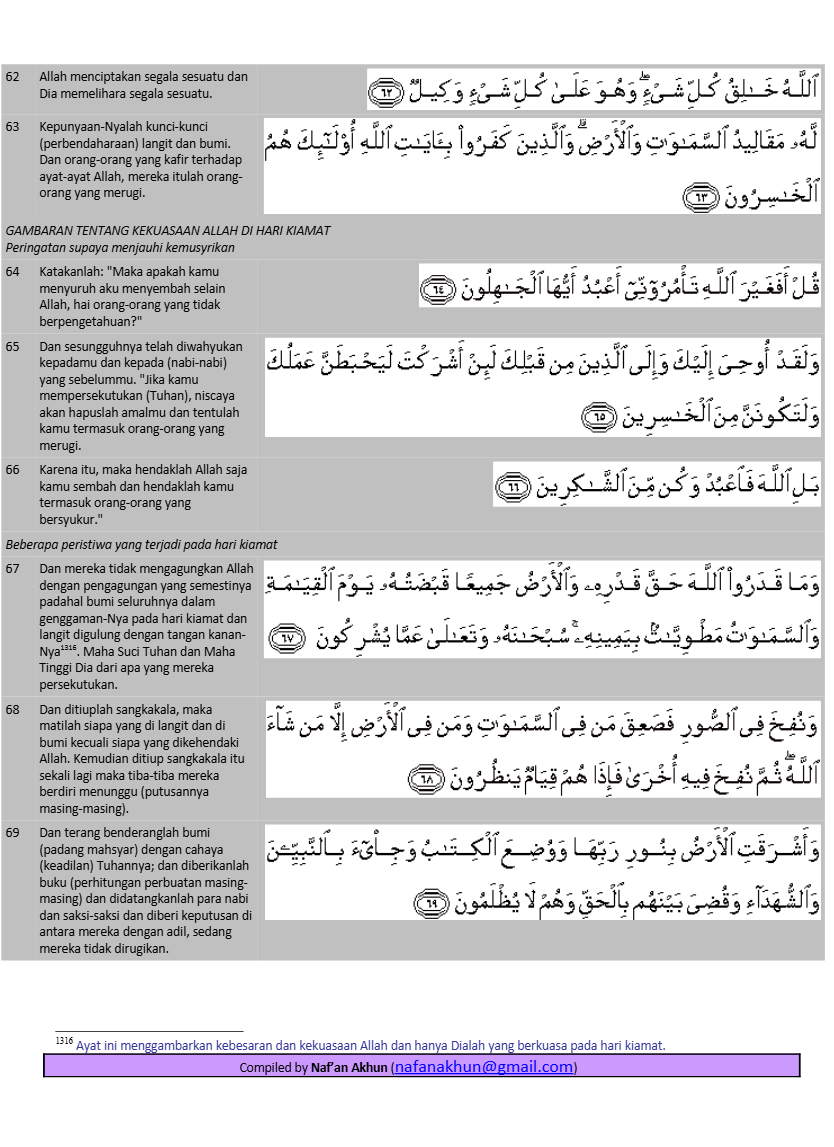 62 Allah menciptakan segala sesuatu dan
Dia memelihara segala sesuatu.
ٱللَّهُ خَـٰلِقُ كُلِّ شَىْءٍ ۖ وَهُوَ عَلَىٰ كُلِّ شَىْءٍ وَكِيلٌ ﴿٦٢﴾
63 Kepunyaan-Nyalah kunci-kunci
(perbendaharaan) langit dan bumi.
Dan orang-orang yang kafir terhadap
ayat-ayat Allah, mereka itulah orang-
orang yang merugi.
لَّهُۥ مَقَالِيدُ ٱلسَّمَـٰوَٰتِ وَٱلْأَرْضِ ۗ وَٱلَّذِينَ كَفَرُوا۟ بِـَٔايَـٰتِ ٱللَّهِ أُو۟لَـٰٓئِكَ هُمُ
ٱلْخَـٰسِرُونَ ﴿٦٣﴾
GAMBARAN TENTANG KEKUASAAN ALLAH DI HARI KIAMAT
Peringatan supaya menjauhi kemusyrikan
64 Katakanlah: "Maka apakah kamu
menyuruh aku menyembah selain
Allah, hai orang-orang yang tidak
berpengetahuan?"
قُلْ أَفَغَيْرَ ٱللَّهِ تَأْمُرُوٓنِّىٓ أَعْبُدُ أَيُّهَا ٱلْجَـٰهِلُونَ ﴿٦٤﴾
65 Dan sesungguhnya telah diwahyukan
kepadamu dan kepada (nabi-nabi)
yang sebelummu. "Jika kamu
mempersekutukan (Tuhan), niscaya
akan hapuslah amalmu dan tentulah
kamu termasuk orang-orang yang
merugi.
وَلَقَدْ أُوحِىَ إِلَيْكَ وَإِلَى ٱلَّذِينَ مِن قَبْلِكَ لَئِنْ أَشْرَكْتَ لَيَحْبَطَنَّ عَمَلُكَ
وَلَتَكُونَنَّ مِنَ ٱلْخَـٰسِرِينَ ﴿٦٥﴾
66 Karena itu, maka hendaklah Allah saja
kamu sembah dan hendaklah kamu
termasuk orang-orang yang
bersyukur."
بَلِ ٱللَّهَ فَٱعْبُدْ وَكُن مِّنَ ٱلشَّـٰكِرِينَ ﴿٦٦﴾
Beberapa peristiwa yang terjadi pada hari kiamat
67 Dan mereka tidak mengagungkan Allah
dengan pengagungan yang semestinya
padahal bumi seluruhnya dalam
genggaman-Nya pada hari kiamat dan
langit digulung dengan tangan kanan-
Nya1316. Maha Suci Tuhan dan Maha
Tinggi Dia dari apa yang mereka
persekutukan.
وَمَا قَدَرُوا۟ ٱللَّهَ حَقَّ قَدْرِهِۦ وَٱلْأَرْضُ جَمِيعًا قَبْضَتُهُۥ يَوْمَ ٱلْقِيَـٰمَةِ
وَٱلسَّمَـٰوَٰتُ مَطْوِيَّـٰتٌۢ بِيَمِينِهِۦ ۚ سُبْحَـٰنَهُۥ وَتَعَـٰلَىٰ عَمَّا يُشْرِكُونَ ﴿٦٧﴾
68 Dan ditiuplah sangkakala, maka
matilah siapa yang di langit dan di
bumi kecuali siapa yang dikehendaki
Allah. Kemudian ditiup sangkakala itu
sekali lagi maka tiba-tiba mereka
berdiri menunggu (putusannya
masing-masing).
وَنُفِخَ فِى ٱلصُّورِ فَصَعِقَ مَن فِى ٱلسَّمَـٰوَٰتِ وَمَن فِى ٱلْأَرْضِ إِلَّا مَن شَآءَ
ٱللَّهُ ۖ ثُمَّ نُفِخَ فِيهِ أُخْرَىٰ فَإِذَا هُمْ قِيَامٌ يَنظُرُونَ ﴿٦٨﴾
69 Dan terang benderanglah bumi
(padang mahsyar) dengan cahaya
(keadilan) Tuhannya; dan diberikanlah
buku (perhitungan perbuatan masing-
masing) dan didatangkanlah para nabi
dan saksi-saksi dan diberi keputusan di
antara mereka dengan adil, sedang
mereka tidak dirugikan.
وَأَشْرَقَتِ ٱلْأَرْضُ بِنُورِ رَبِّهَا وَوُضِعَ ٱلْكِتَـٰبُ وَجِا۟ىٓءَ بِٱلنَّبِيِّـۧنَ
وَٱلشُّهَدَآءِ وَقُضِىَ بَيْنَهُم بِٱلْحَقِّ وَهُمْ لَا يُظْلَمُونَ ﴿٦٩﴾
1316 Ayat ini menggambarkan kebesaran dan kekuasaan Allah dan hanya Dialah yang berkuasa pada hari kiamat.
Compiled by Naf'an Akhun (nafanakhun@gmail.com)